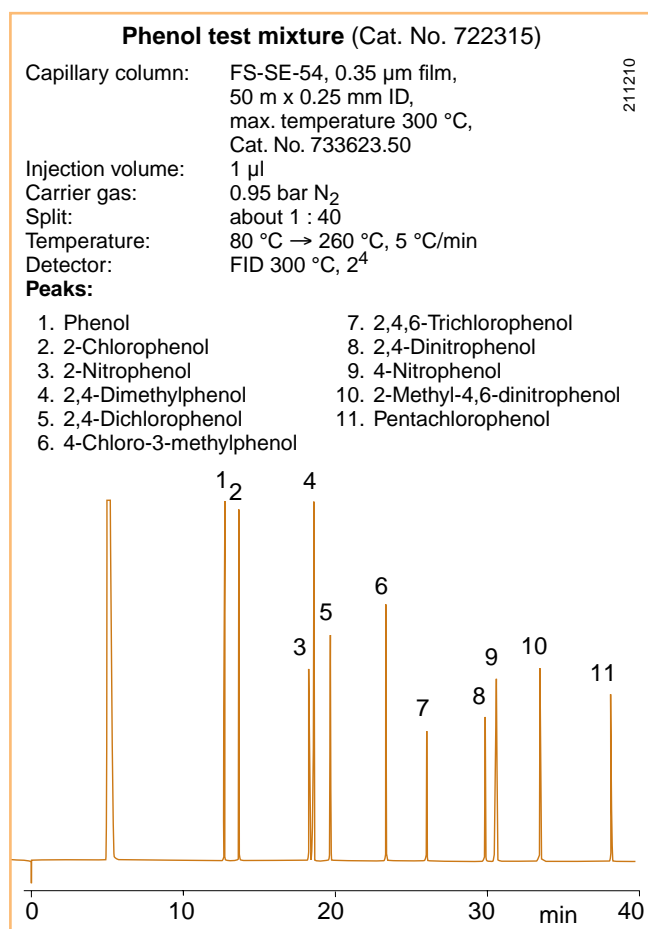 Phenol test mixture (Cat. No. 722315)
211210
Capillary column: FS-SE-54, 0.35 µm film,
50 m x 0.25 mm ID,
max. temperature 300 °C,
Cat. No. 733623.50
Injection volume: 1 µl
Carrier gas: 0.95 bar N₂
Split: about 1 : 40
Temperature: 80 °C → 260 °C, 5 °C/min
Detector: FID 300 °C, 2⁴
Peaks:
1. Phenol
2. 2-Chlorophenol
3. 2-Nitrophenol
4. 2,4-Dimethylphenol
5. 2,4-Dichlorophenol
6. 4-Chloro-3-methylphenol
7. 2,4,6-Trichlorophenol
8. 2,4-Dinitrophenol
9. 4-Nitrophenol
10. 2-Methyl-4,6-dinitrophenol
11. Pentachlorophenol
1 2 3 4 5 6 7 8 9 10 11
0 10 20 30 min 40